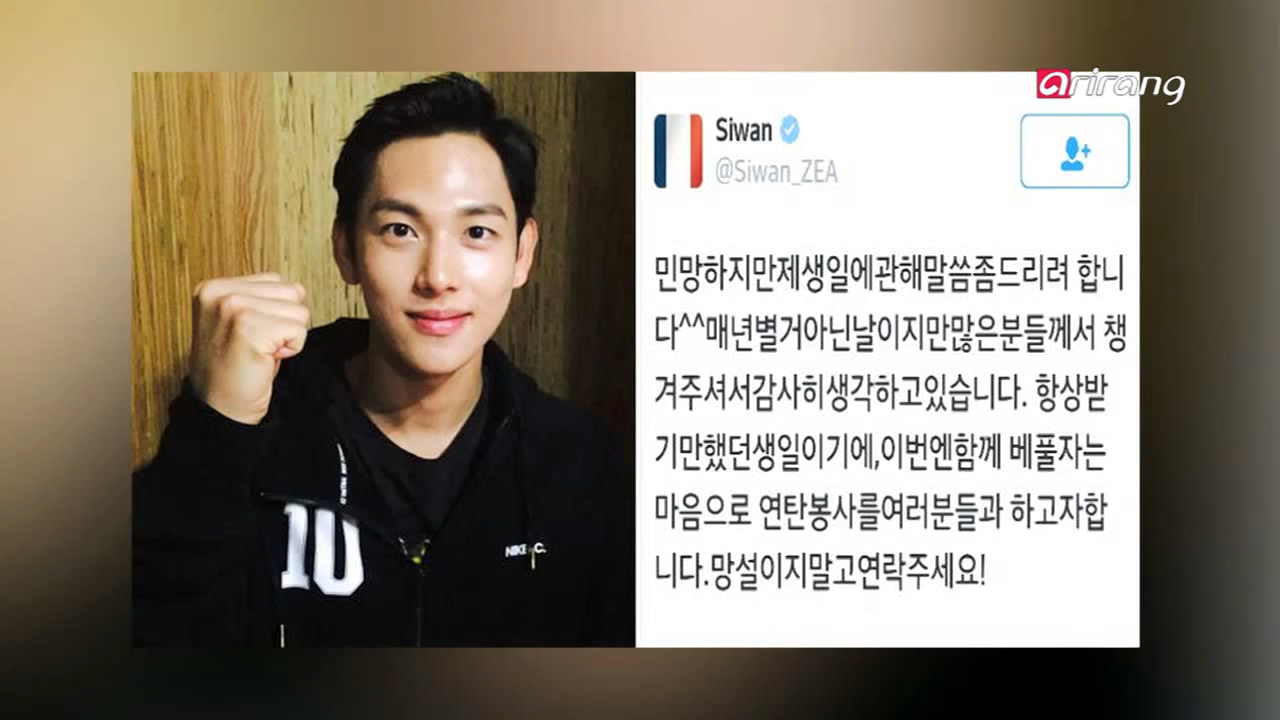 arirang
Siwan
@Siwan_ZEA
민망하지만제생일에관해말씀좀드리려 합니
다^^매년별거아닌날이지만많은분들께서 챙
겨주셔서감사히생각하고있습니다. 항상받
기만했던생일이기에,이번엔함께 베풀자는
마음으로 연탄봉사를여러분들과 하고자합
니다.망설이지말고연락주세요!
10
NIKE